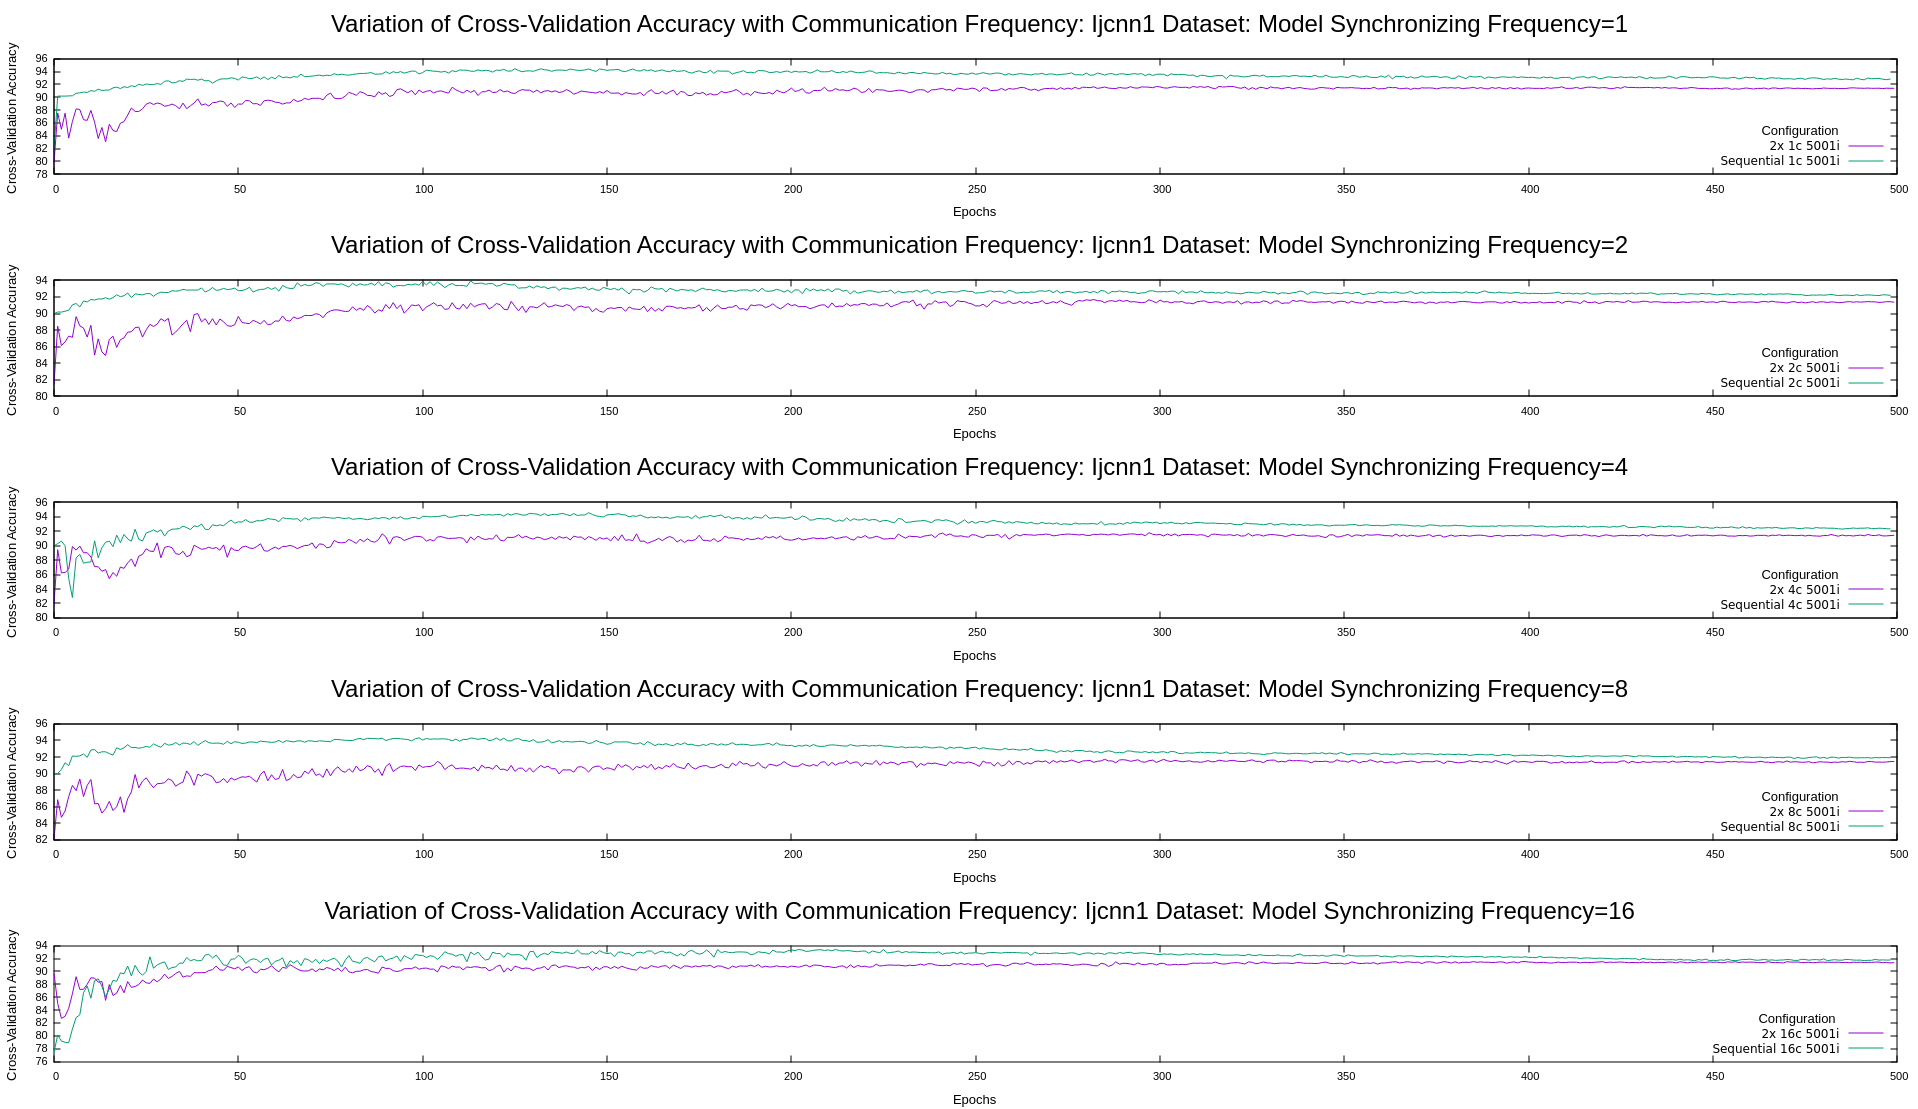 Variation of Cross-Validation Accuracy with Communication Frequency: Ijcnn1 Dataset: Model Synchronizing Frequency=1
Cross-Validation Accuracy
96
94
92
90
88
86
84
82
80
78
Configuration
2x 1c 5001i
Sequential 1c 5001i
0 50 100 150 200 250 300 350 400 450 500
Epochs
Variation of Cross-Validation Accuracy with Communication Frequency: Ijcnn1 Dataset: Model Synchronizing Frequency=2
Cross-Validation Accuracy
94
92
90
88
86
84
82
80
Configuration
2x 2c 5001i
Sequential 2c 5001i
0 50 100 150 200 250 300 350 400 450 500
Epochs
Variation of Cross-Validation Accuracy with Communication Frequency: Ijcnn1 Dataset: Model Synchronizing Frequency=4
Cross-Validation Accuracy
96
94
92
90
88
86
84
82
80
Configuration
2x 4c 5001i
Sequential 4c 5001i
0 50 100 150 200 250 300 350 400 450 500
Epochs
Variation of Cross-Validation Accuracy with Communication Frequency: Ijcnn1 Dataset: Model Synchronizing Frequency=8
Cross-Validation Accuracy
96
94
92
90
88
86
84
82
Configuration
2x 8c 5001i
Sequential 8c 5001i
0 50 100 150 200 250 300 350 400 450 500
Epochs
Variation of Cross-Validation Accuracy with Communication Frequency: Ijcnn1 Dataset: Model Synchronizing Frequency=16
Cross-Validation Accuracy
94
92
90
88
86
84
82
80
78
76
Configuration
2x 16c 5001i
Sequential 16c 5001i
0 50 100 150 200 250 300 350 400 450 500
Epochs